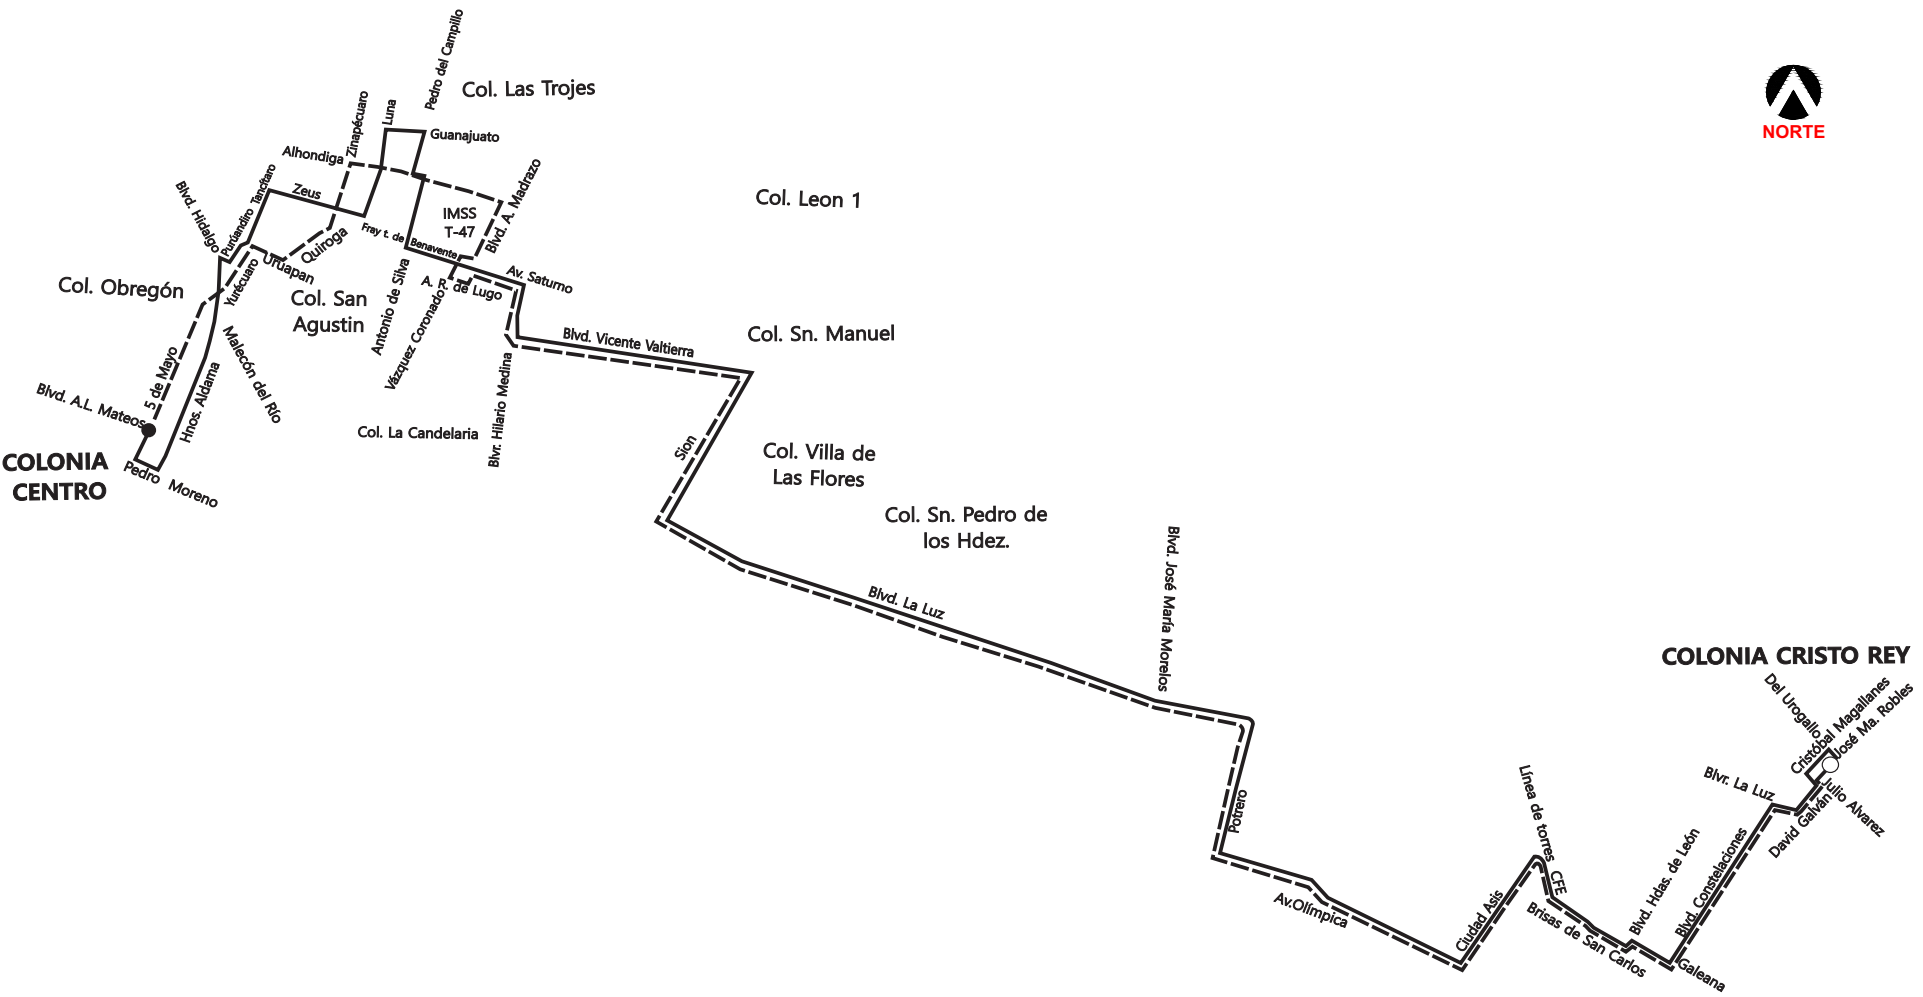 Pedro del Campillo
Col. Las Trojes
Zinapécuaro
Luna
Guanajuato
NORTE
Alhondiga
Blvd. A. Madrazo
Blvd. Hidalgo
Purúandiro
Tancítaro
Zeus
IMSS
T-47
Col. Leon 1
Fray t. de Benavente
Quiroga
Uruapan
Yurécuaro
Col. Obregón
Col. San
Agustin
Antonio de Silva
A. R. de Lugo
Av. Saturno
Vázquez Coronado
Malecón del Río
Blvd. Vicente Valtierra
Col. Sn. Manuel
5 de Mayo
Hnos. Aldama
Blvd. A.L. Mateos
Blvr. Hilario Medina
Col. La Candelaria
Sion
COLONIA
CENTRO
Pedro Moreno
Col. Villa de
Las Flores
Col. Sn. Pedro de
los Hdez.
Blvd. La Luz
Blvd. José María Morelos
COLONIA CRISTO REY
Del Urogallo
Cristóbal Magallanes
José Ma. Robles
Blvr. La Luz
Julio Alvarez
David Galván
Potrero
Línea de torres CFE
Av.Olímpica
Ciudad Asis
Brisas de San Carlos
Blvd. Hdas. de León
Blvd. Constelaciones
Galeana